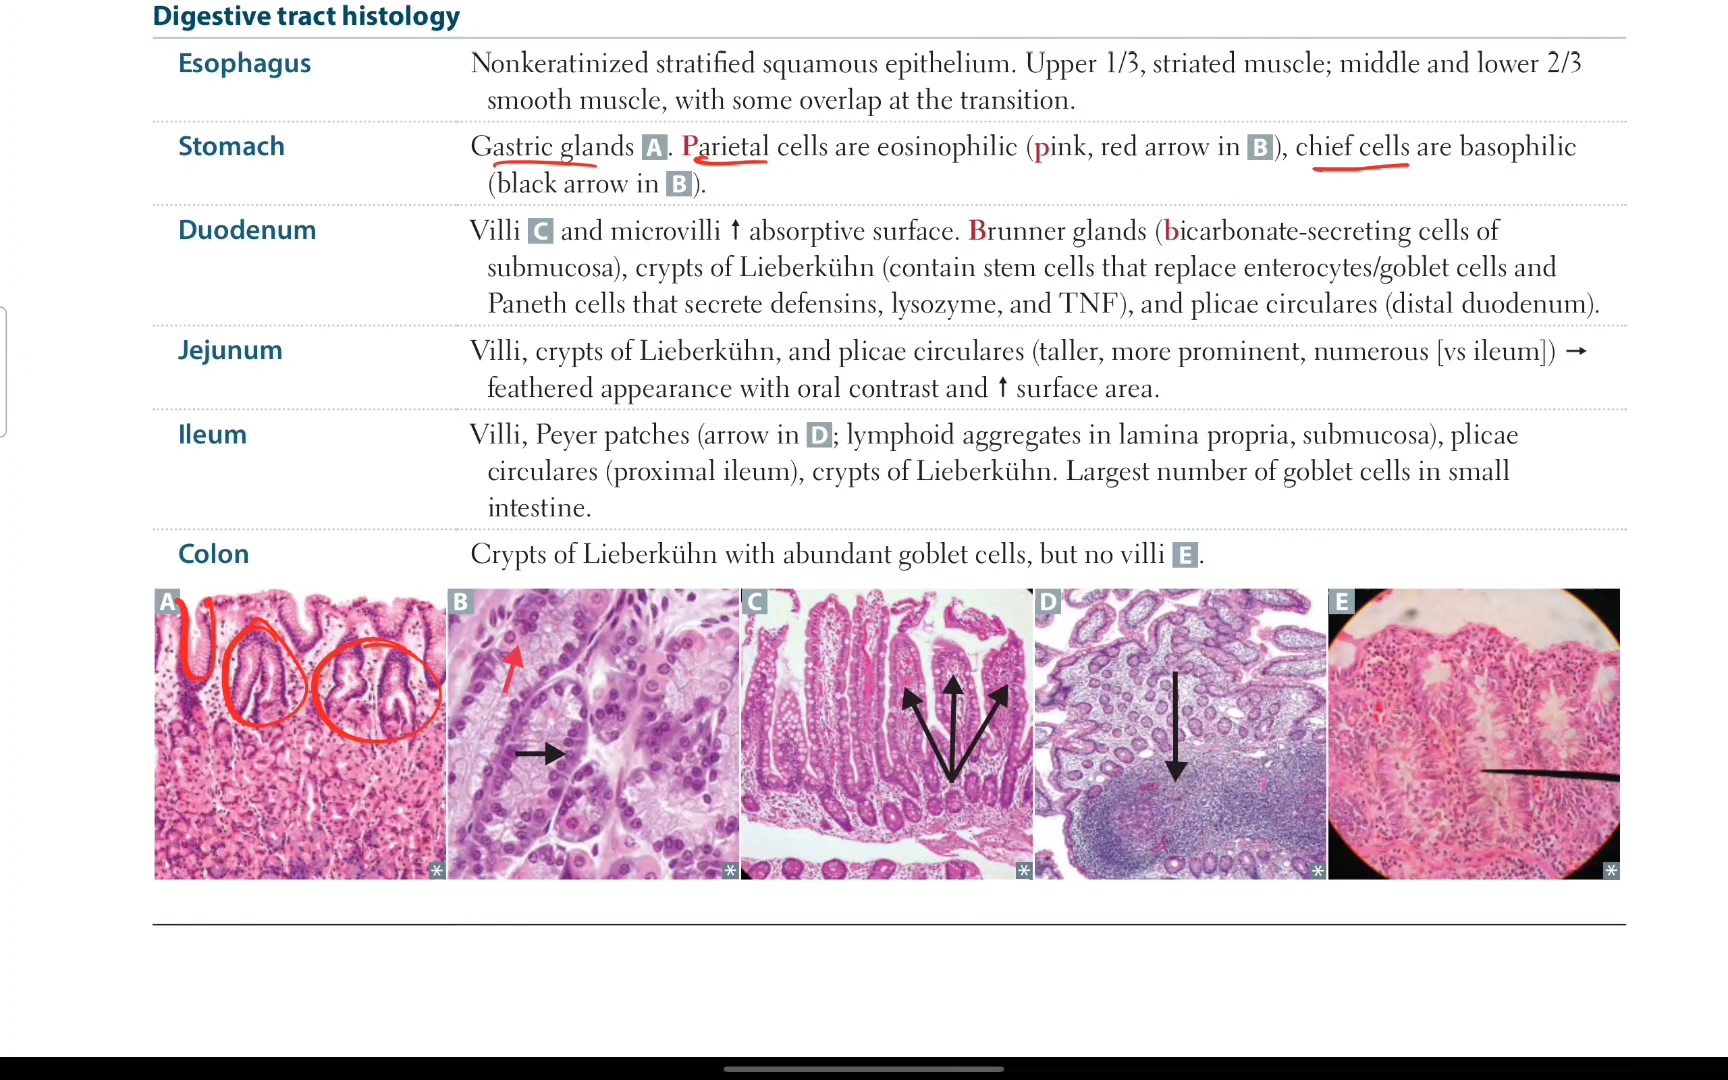 Digestive tract histology
Esophagus
Nonkeratinized stratified squamous epithelium. Upper 1/3, striated muscle; middle and lower 2/3
smooth muscle, with some overlap at the transition.
Stomach
Gastric glands A. Parietal cells are eosinophilic (pink, red arrow in B), chief cells are basophilic
(black arrow in B).
Duodenum
Villi C and microvilli ↑ absorptive surface. Brunner glands (bicarbonate-secreting cells of
submucosa), crypts of Lieberkühn (contain stem cells that replace enterocytes/goblet cells and
Paneth cells that secrete defensins, lysozyme, and TNF), and plicae circulares (distal duodenum).
Jejunum
Villi, crypts of Lieberkühn, and plicae circulares (taller, more prominent, numerous [vs ileum]) →
feathered appearance with oral contrast and ↑ surface area.
Ileum
Villi, Peyer patches (arrow in D; lymphoid aggregates in lamina propria, submucosa), plicae
circulares (proximal ileum), crypts of Lieberkühn. Largest number of goblet cells in small
intestine.
Colon
Crypts of Lieberkühn with abundant goblet cells, but no villi E.
A B C D E
* * * * *